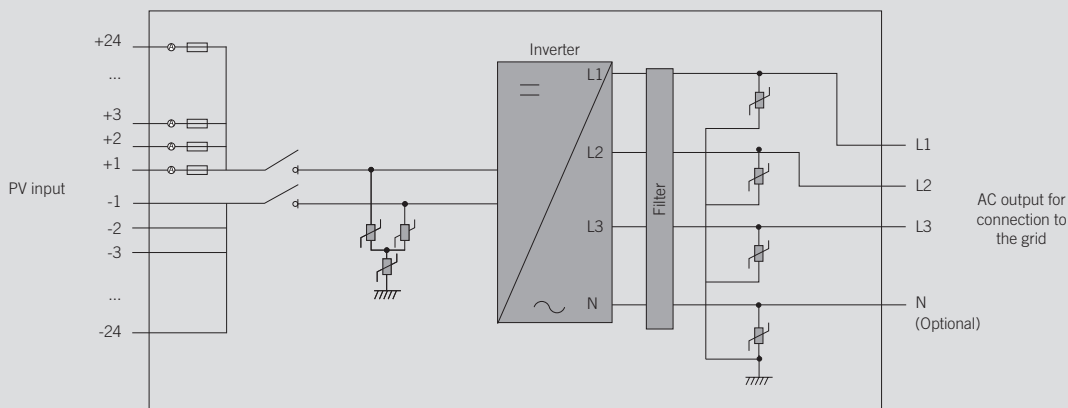 +24
...
+3
+2
+1
PV input
-1
-2
-3
...
-24
A
A
A
A
Inverter
L1
L2
L3
N
Filter
L1
L2
L3
N
(Optional)
AC output for
connection to
the grid